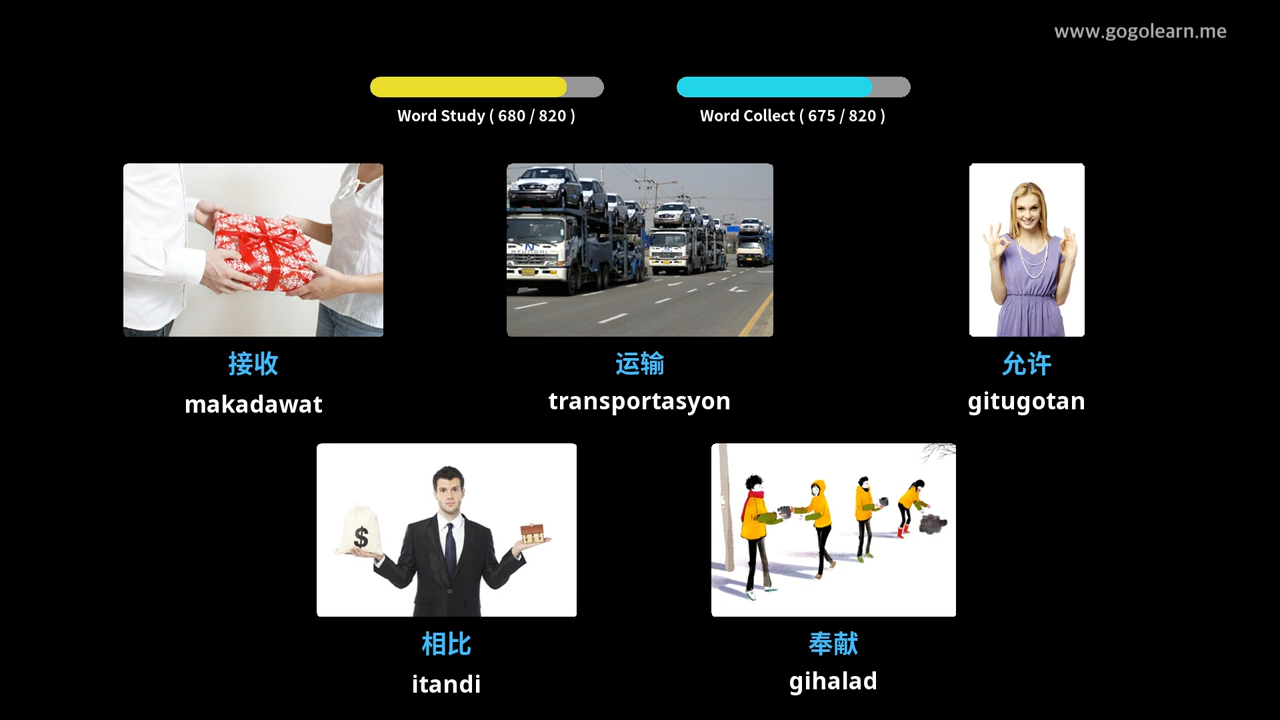 www.gogolearn.me
Word Study ( 680 / 820 )
Word Collect ( 675 / 820 )
接收
makadawat
运输
transportasyon
允许
gitugotan
$
相比
itandi
奉献
gihalad